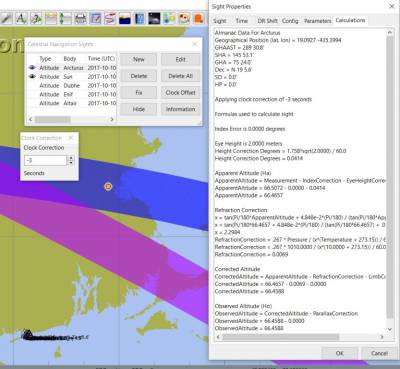 Celestial Navigation Sights
Type Body Time (UTC)
Altitude Arcturus 2017-10-10
Altitude Sun 2017-10-10
Altitude Dubhe 2017-10-10
Altitude Enif 2017-10-10
Altitude Altair 2017-10-10
New Edit
Delete Delete All
Fix Clock Offset
Hide Information
Clock Correction
Clock Correction
-3
Seconds
Sight Properties
Sight Time DR Shift Config Parameters Calculations
Almanac Data For Arcturus
Geographical Position (lat, lon) = 19.0927 -435.3994
GHAAST = 289 30.8'
SHA = 145 53.1'
GHA = 75 24.0'
Dec = N 19 5.6'
SD = 0.0'
HP = 0.0'
Applying clock correction of -3 seconds
Formulas used to calculate sight
Index Error is 0.0000 degrees
Eye Height is 2.0000 meters
Height Correction Degrees = 1.758*sqrt(2.0000) / 60.0
Height Correction Degrees = 0.0414
Apparent Altitude (Ha)
ApparentAltitude = Measurement - IndexCorrection - EyeHeightCorre
ApparentAltitude = 66.5072 - 0.0000 - 0.0414
ApparentAltitude = 66.4657
Refraction Correction
x = tan(Pi/180*ApparentAltitude + 4.848e-2*(Pi/180) / (tan(Pi/180*App
x = tan(Pi/180*66.4657 + 4.848e-2*(Pi/180) / (tan(Pi/180*66.4657) + .0
x = 2.2984
RefractionCorrection = .267 * Pressure / (x*(Temperature + 273.15)) / 6
RefractionCorrection = .267 * 1010.0000 / (x*(10.0000 + 273.15)) / 60.
RefractionCorrection = 0.0069
Corrected Altitude
CorrectedAltitude = ApparentAltitude - RefractionCorrection - LimbCo
CorrectedAltitude = 66.4657 - 0.0069 - 0.0000
CorrectedAltitude = 66.4588
Observed Altitude (Ho)
ObservedAltitude = CorrectedAltitude - ParallaxCorrection
ObservedAltitude = 66.4588 - 0.0000
ObservedAltitude = 66.4588
OK Cancel